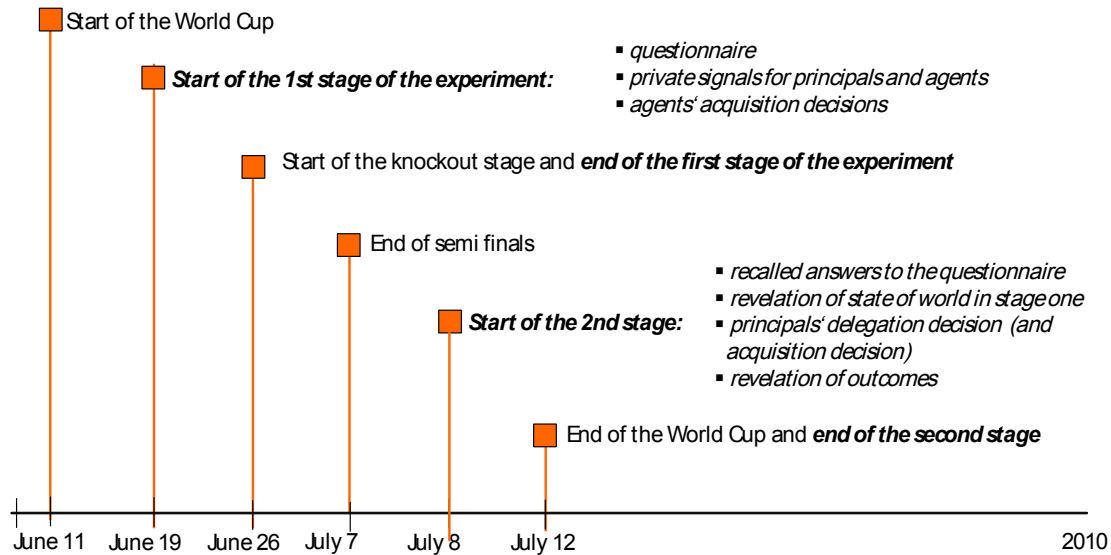 Start of the World Cup
Start of the 1st stage of the experiment:
▪ questionnaire
▪ private signals for principals and agents
▪ agents‘ acquisition decisions
Start of the knockout stage and end of the first stage of the experiment
End of semi finals
Start of the 2nd stage:
▪ recalled answers to the questionnaire
▪ revelation of state of world in stage one
▪ principals‘ delegation decision (and
acquisition decision)
▪ revelation of outcomes
End of the World Cup and end of the second stage
June 11 June 19 June 26 July 7 July 8 July 12 2010